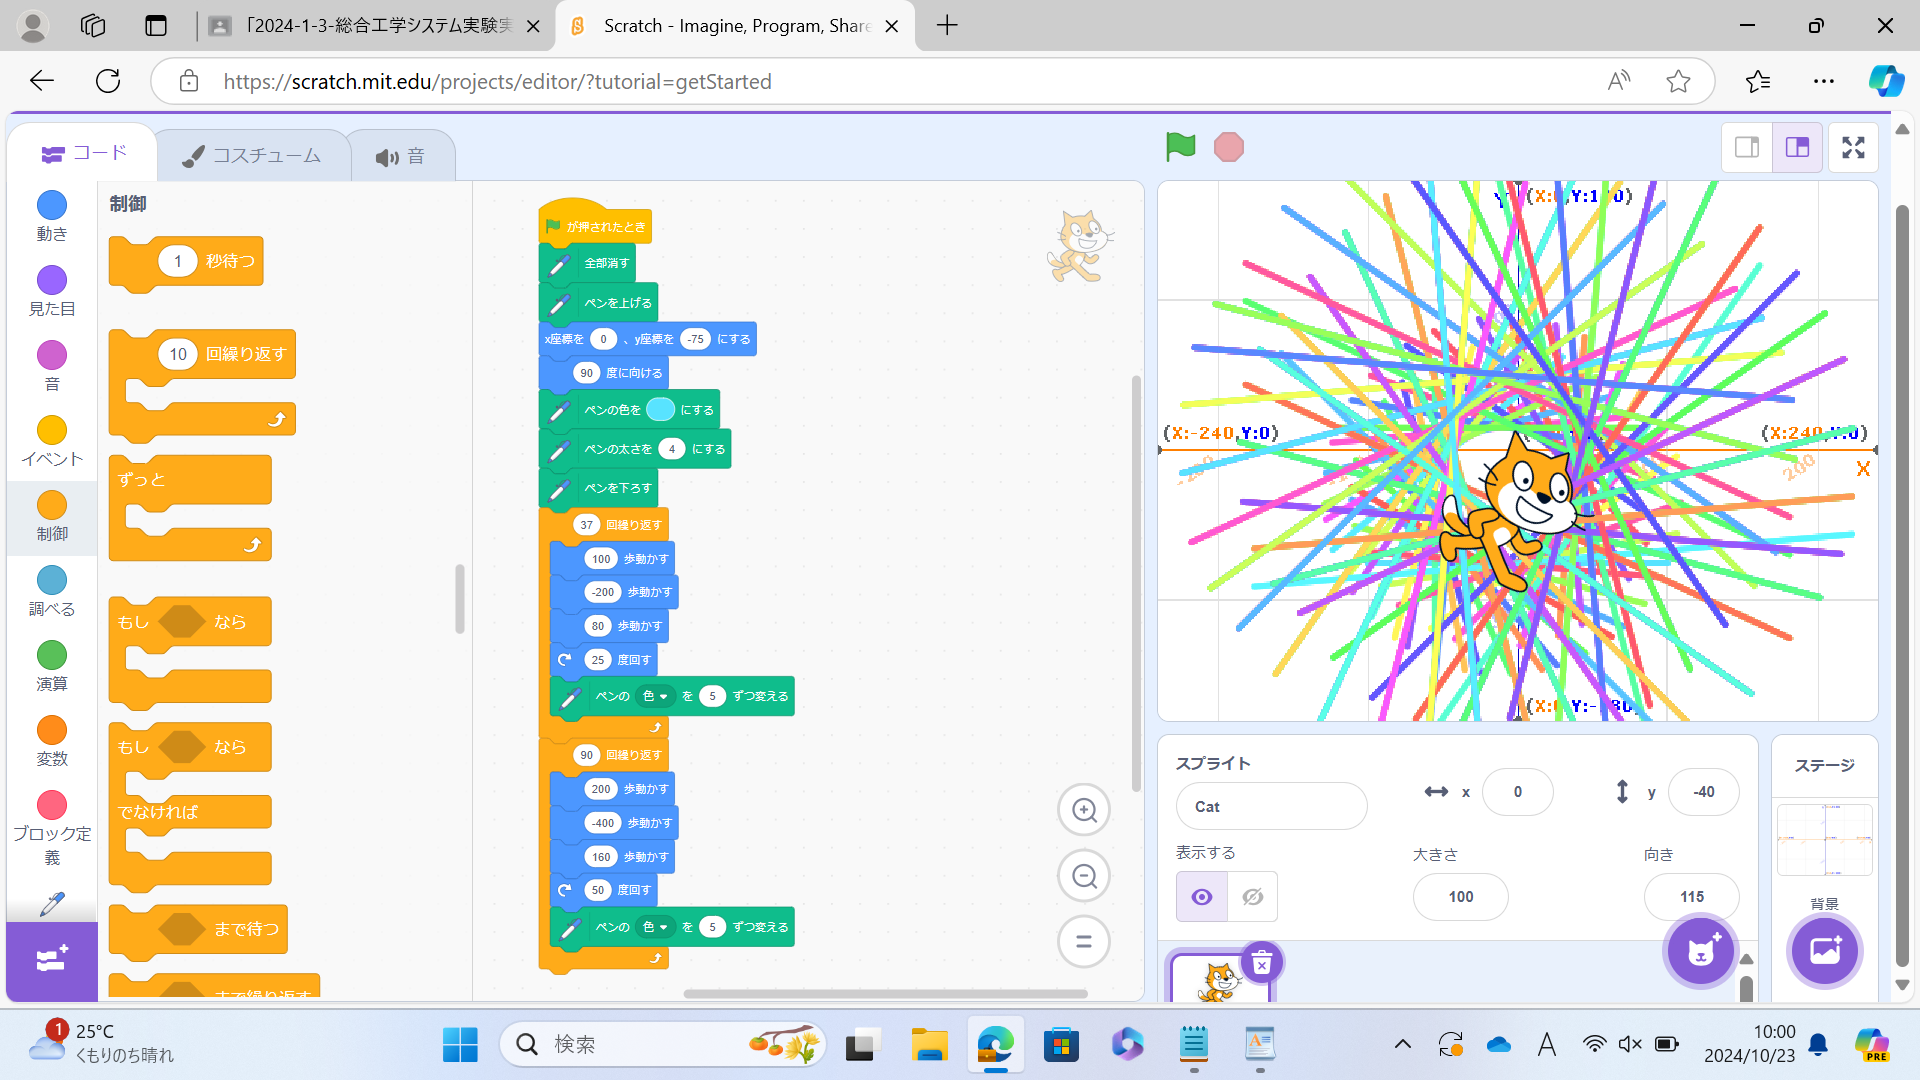 「2024-1-3-総合工学システム実験実
Scratch - Imagine, Program, Share
https://scratch.mit.edu/projects/editor/?tutorial=getStarted
コード
コスチューム
音
動き
見た目
音
イベント
制御
調べる
演算
変数
ブロック定
義
制御
1 秒待つ
10 回繰り返す
ずっと
もし なら
もし なら
でなければ
まで待つ
まで繰り返す
が押されたとき
全部消す
ペンを上げる
x座標を 0 、y座標を -75 にする
90 度に向ける
ペンの色を にする
ペンの太さを 4 にする
ペンを下ろす
37 回繰り返す
100 歩動かす
-200 歩動かす
80 歩動かす
25 度回す
ペンの 色 を 5 ずつ変える
90 回繰り返す
200 歩動かす
-400 歩動かす
160 歩動かす
50 度回す
ペンの 色 を 5 ずつ変える
(X:-240,Y:0)
200
X
スプライト
Cat
x 0
y -40
表示する
大きさ
100
向き
115
ステージ
背景
1
25°C
くもりのち晴れ
検索
A
10:00
2024/10/23
PRE